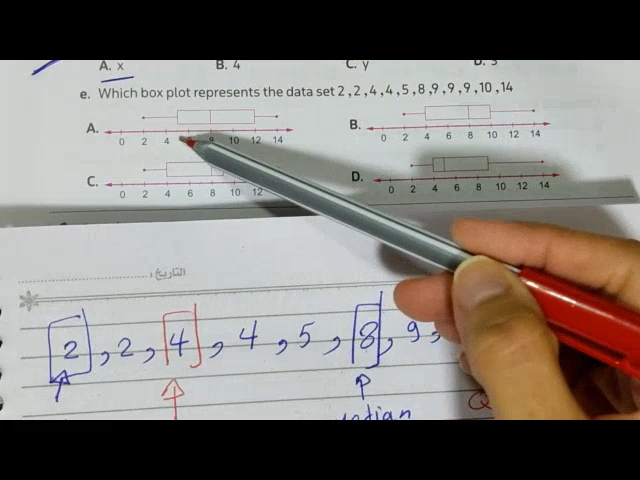 A. x B. 4 C. y D. 3
e. Which box plot represents the data set 2,2,4,4,5,8,9,9,9,10,14
A. 0 2 4 8 10 12 14
B. 0 2 4 6 8 10 12 14
C. 0 2 4 6 8 10 12
D. 0 2 4 6 8 10 12 14
التاريخ:
2, 2, 4, 4, 5, 8, 9,
Q